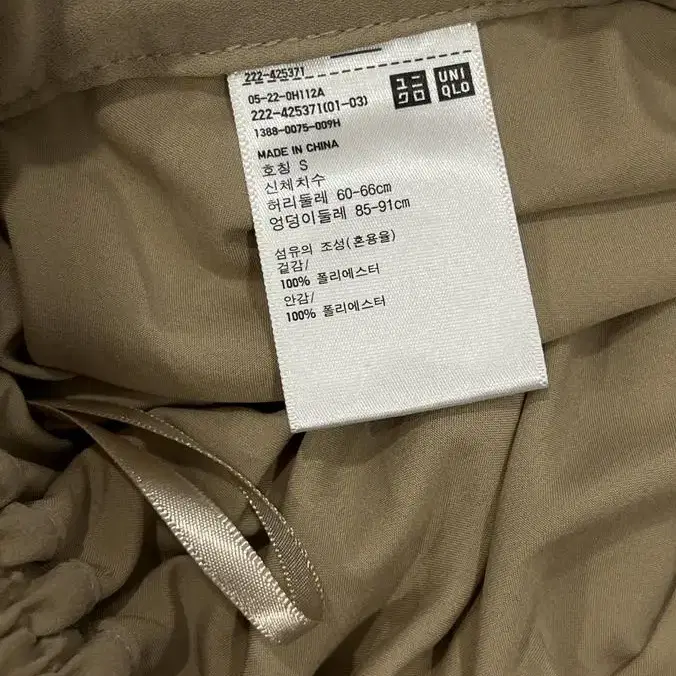 222-425371
05-22-0H112A
222-425371(01-03)
1388-0075-009H
ユニ
クロ
UNI
QLO
MADE IN CHINA
호칭 S
신체치수
허리둘레 60-66cm
엉덩이둘레 85-91cm
섬유의 조성(혼용율)
겉감/
100% 폴리에스터
안감/
100% 폴리에스터